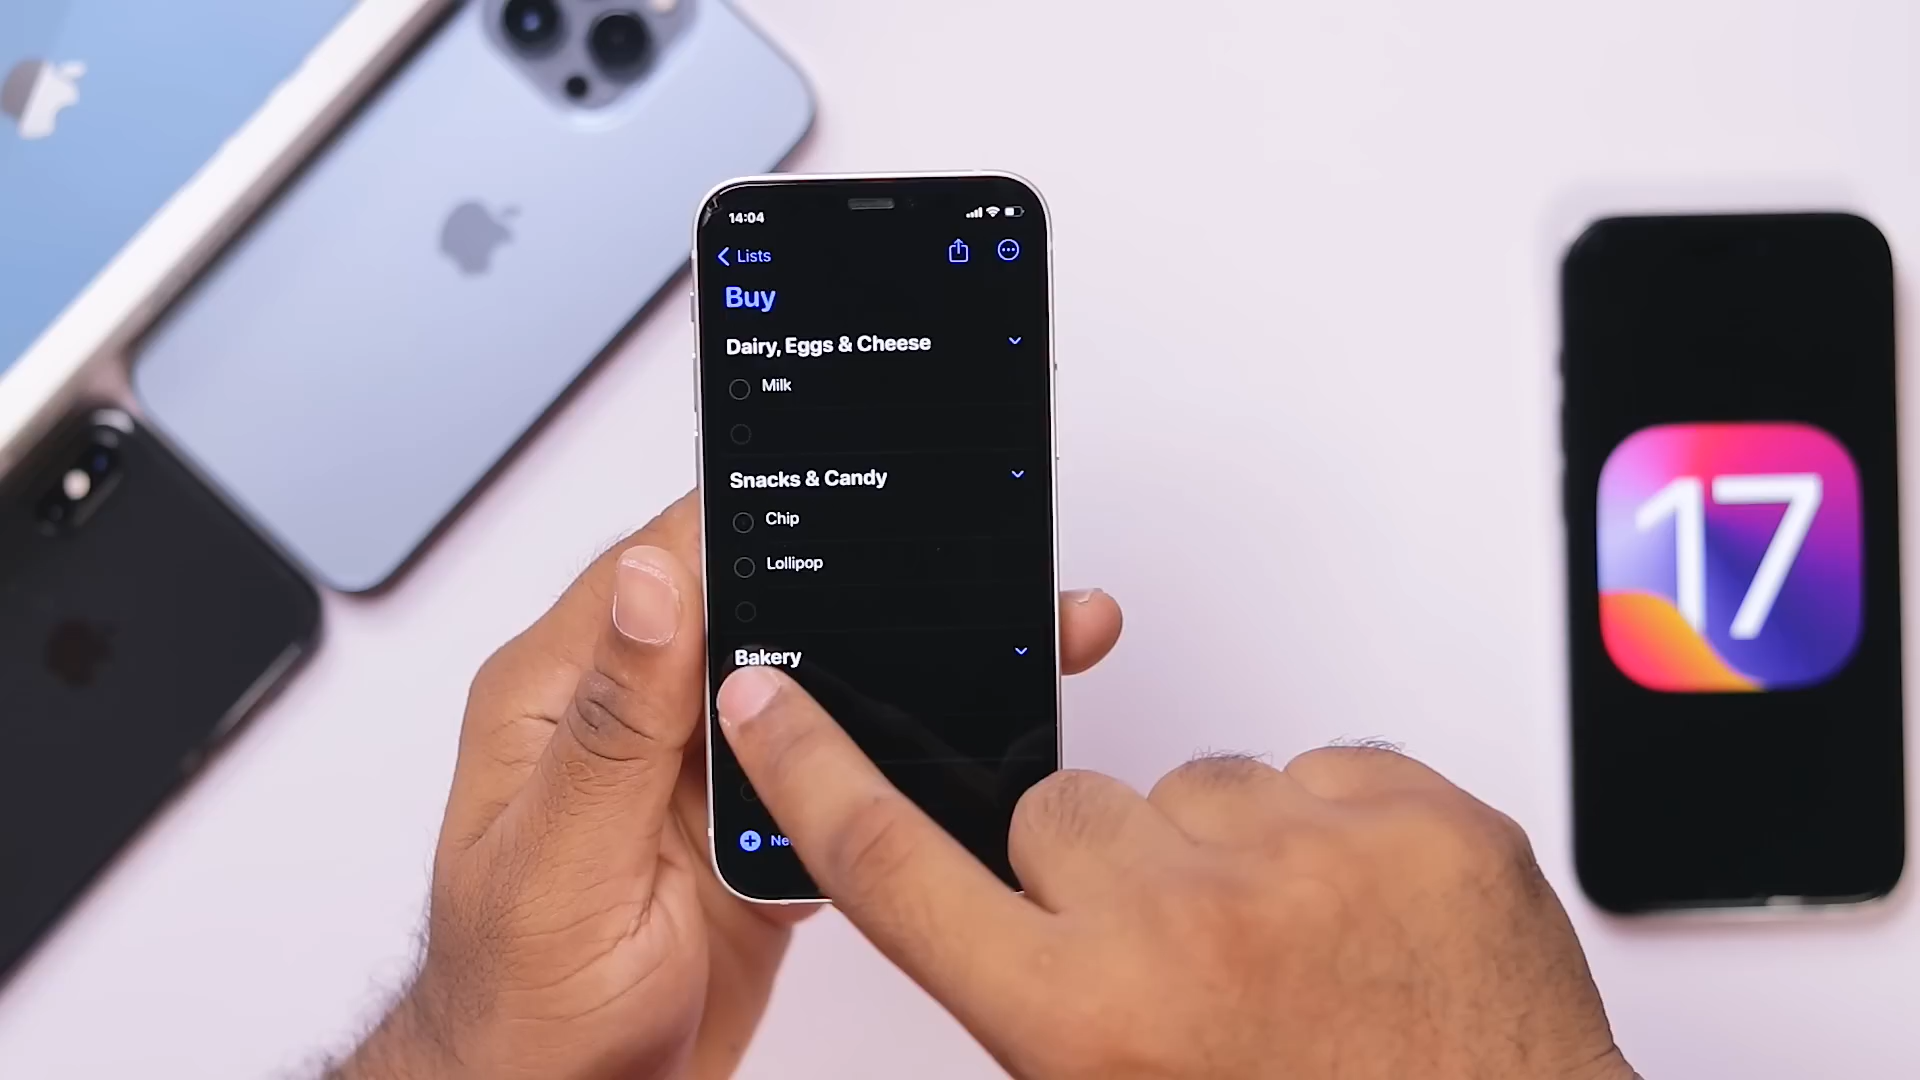 14:04
Lists
Buy
Dairy, Eggs & Cheese
Milk
Snacks & Candy
Chip
Lollipop
Bakery
17